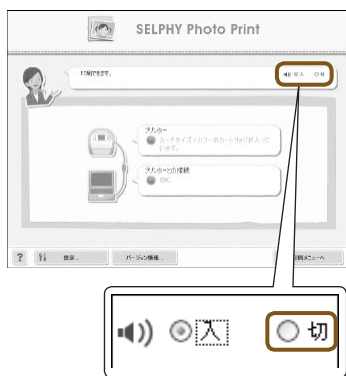 SELPHY Photo Print
印刷できます。
入 切
プリンター
カードサイズ/カラーのカートリッジが入って
います。
プリンターとの接続
OK.
? 設定... バージョン情報...
入 切